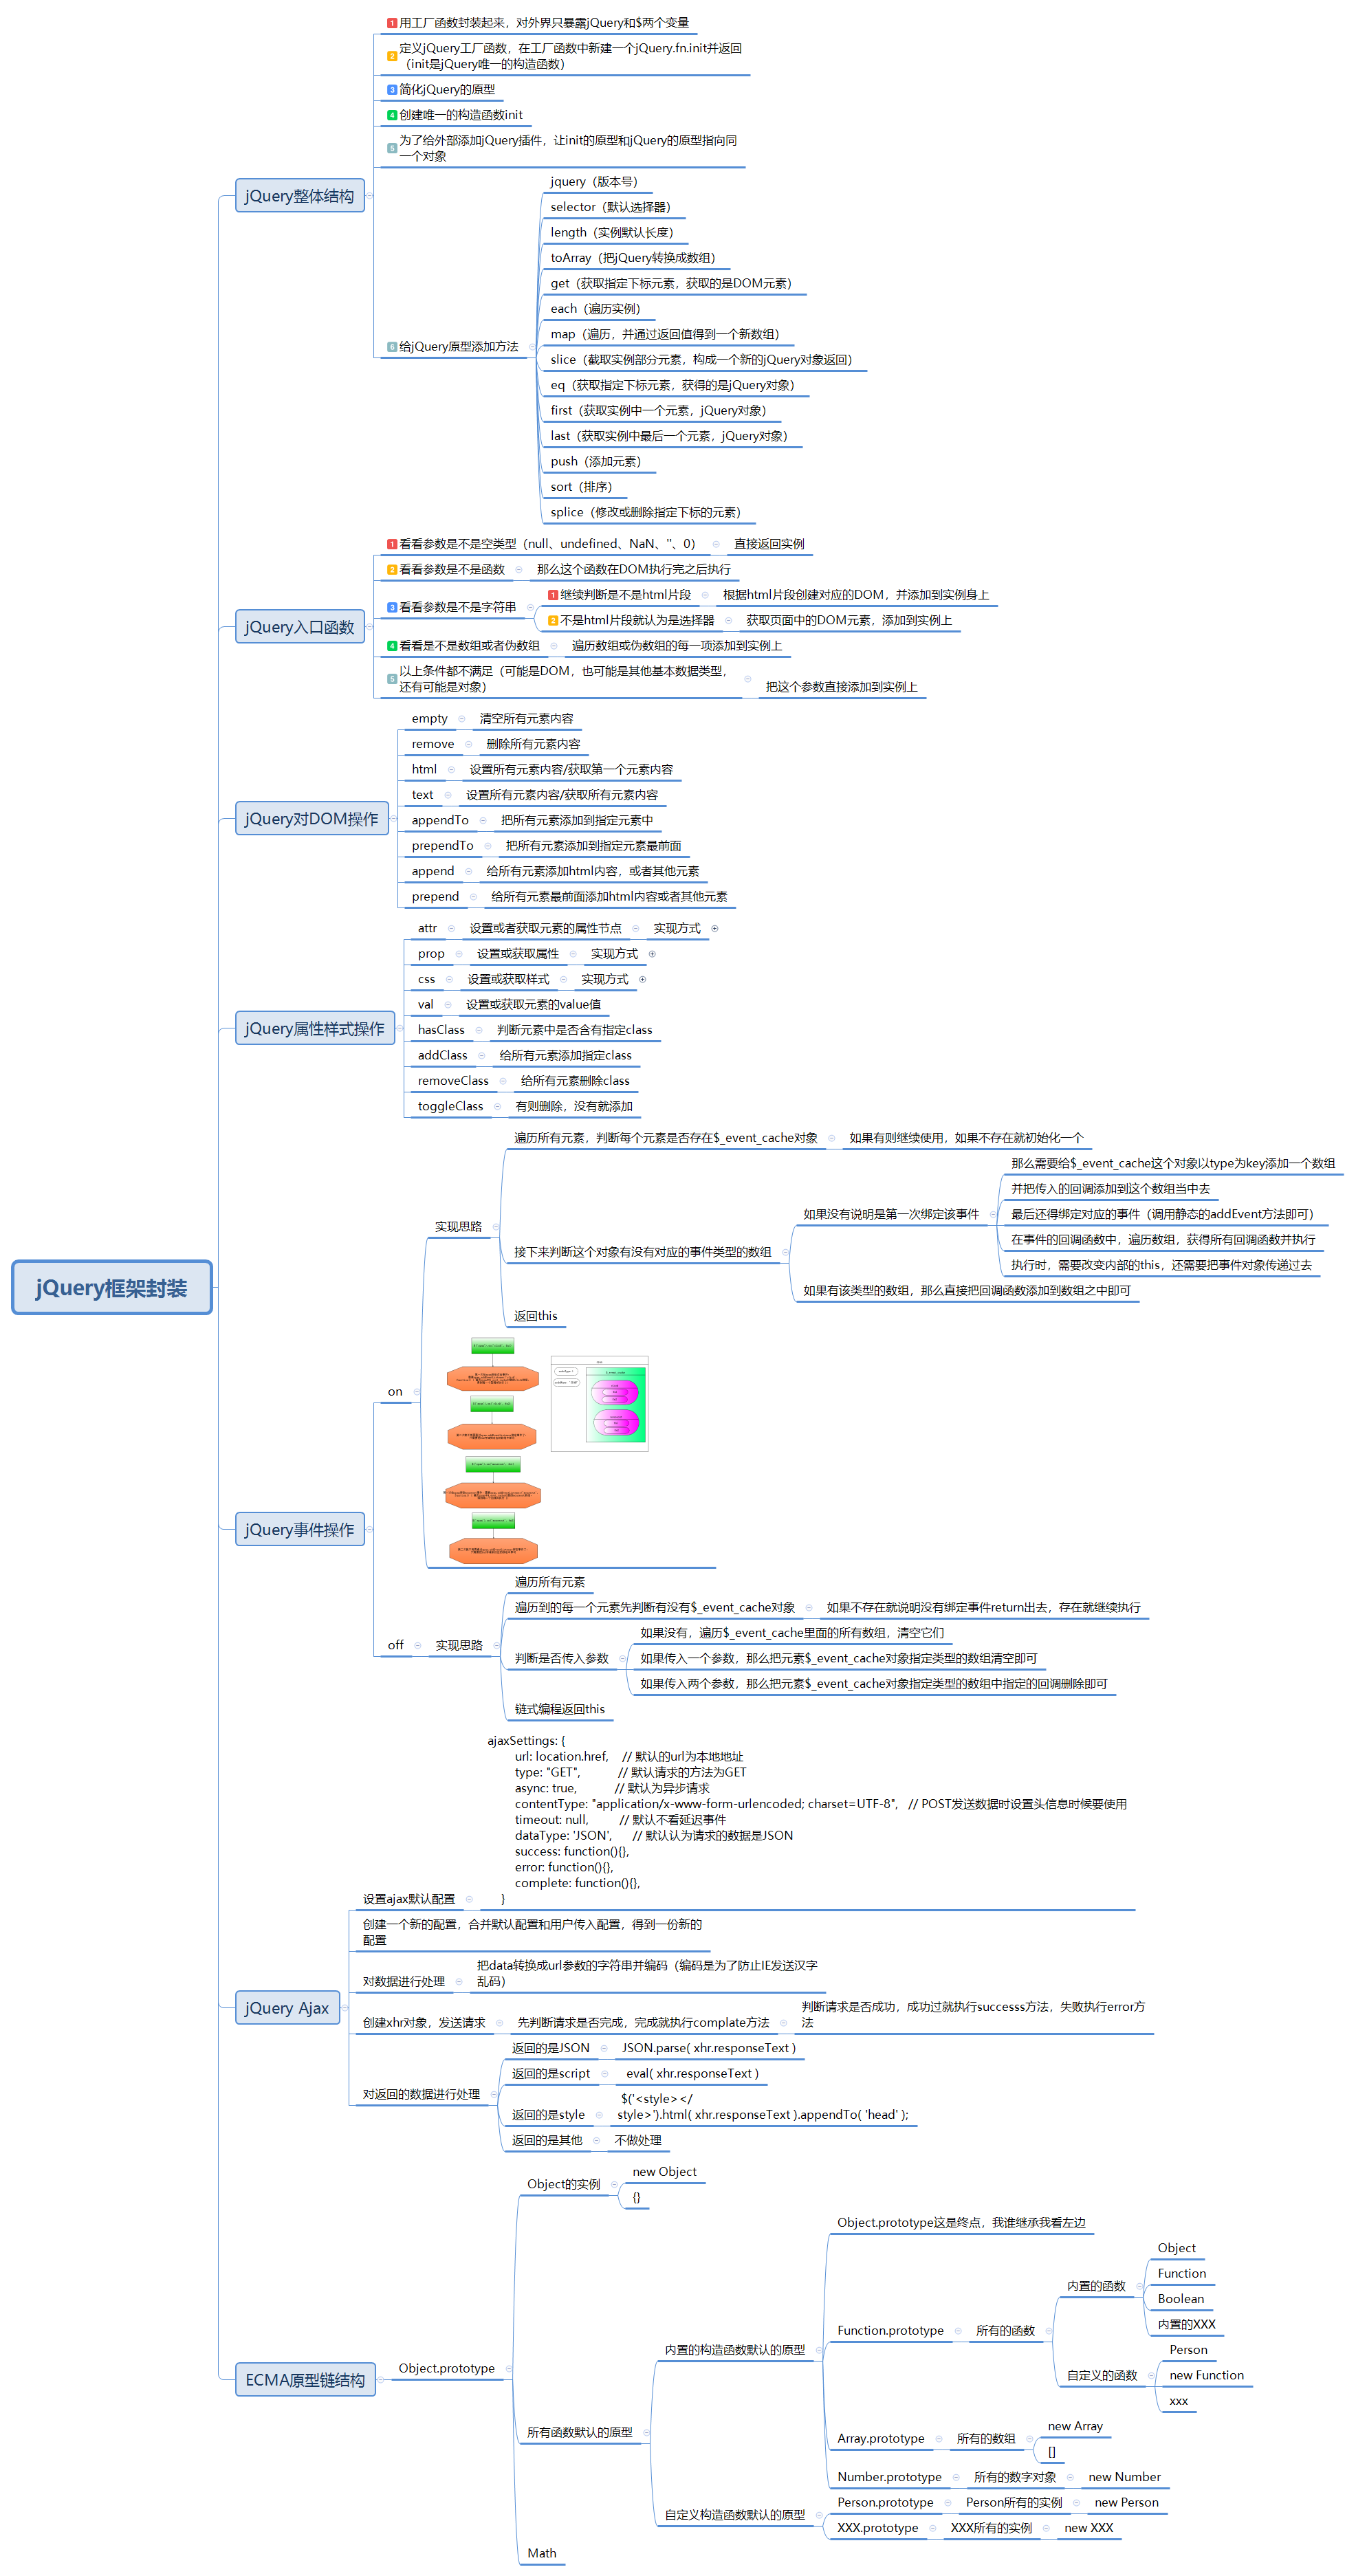 jQuery框架封装
jQuery整体结构
1 用工厂函数封装起来，对外界只暴露jQuery和$两个变量
2 定义jQuery工厂函数，在工厂函数中新建一个jQuery.fn.init并返回
（init是jQuery唯一的构造函数）
3 简化jQuery的原型
4 创建唯一的构造函数init
5 为了给外部添加jQuery插件，让init的原型和jQuery的原型指向同
一个对象
6 给jQuery原型添加方法
jquery（版本号）
selector（默认选择器）
length（实例默认长度）
toArray（把jQuery转换成数组）
get（获取指定下标元素，获取的是DOM元素）
each（遍历实例）
map（遍历，并通过返回值得到一个新数组）
slice（截取实例部分元素，构成一个新的jQuery对象返回）
eq（获取指定下标元素，获得的是jQuery对象）
first（获取实例中一个元素，jQuery对象）
last（获取实例中最后一个元素，jQuery对象）
push（添加元素）
sort（排序）
splice（修改或删除指定下标的元素）
jQuery入口函数
1 看看参数是不是空类型（null、undefined、NaN、''、0）
直接返回实例
2 看看参数是不是函数
那么这个函数在DOM执行完之后执行
3 看看参数是不是字符串
1 继续判断是不是html片段
根据html片段创建对应的DOM，并添加到实例身上
2 不是html片段就认为是选择器
获取页面中的DOM元素，添加到实例上
4 看看是不是数组或者伪数组
遍历数组或伪数组的每一项添加到实例上
5 以上条件都不满足（可能是DOM，也可能是其他基本数据类型，
还有可能是对象）
把这个参数直接添加到实例上
jQuery对DOM操作
empty
清空所有元素内容
remove
删除所有元素内容
html
设置所有元素内容/获取第一个元素内容
text
设置所有元素内容/获取所有元素内容
appendTo
把所有元素添加到指定元素中
prependTo
把所有元素添加到指定元素最前面
append
给所有元素添加html内容，或者其他元素
prepend
给所有元素最前面添加html内容或者其他元素
jQuery属性样式操作
attr
设置或者获取元素的属性节点
实现方式
prop
设置或获取属性
实现方式
css
设置或获取样式
实现方式
val
设置或获取元素的value值
hasClass
判断元素中是否含有指定class
addClass
给所有元素添加指定class
removeClass
给所有元素删除class
toggleClass
有则删除，没有就添加
jQuery事件操作
on
实现思路
遍历所有元素，判断每个元素是否存在$_event_cache对象
如果有则继续使用，如果不存在就初始化一个
接下来判断这个对象有没有对应的事件类型的数组
如果没有说明是第一次绑定该事件
那么需要给$_event_cache这个对象以type为key添加一个数组
并把传入的回调添加到这个数组当中去
最后还得绑定对应的事件（调用静态的addEvent方法即可）
在事件的回调函数中，遍历数组，获得所有回调函数并执行
执行时，需要改变内部的this，还需要把事件对象传递过去
如果有该类型的数组，那么直接把回调函数添加到数组之中即可
返回this
off
实现思路
遍历所有元素
遍历到的每一个元素先判断有没有$_event_cache对象
如果不存在就说明没有绑定事件return出去，存在就继续执行
判断是否传入参数
如果没有，遍历$_event_cache里面的所有数组，清空它们
如果传入一个参数，那么把元素$_event_cache对象指定类型的数组清空即可
如果传入两个参数，那么把元素$_event_cache对象指定类型的数组中指定的回调删除即可
链式编程返回this
jQuery Ajax
设置ajax默认配置
ajaxSettings: {
url: location.href, // 默认的url为本地地址
type: "GET", // 默认请求的方法为GET
async: true, // 默认为异步请求
contentType: "application/x-www-form-urlencoded; charset=UTF-8", // POST发送数据时设置头信息时候要使用
timeout: null, // 默认不看延迟事件
dataType: 'JSON', // 默认认为请求的数据是JSON
success: function(){},
error: function(){},
complete: function(){},
}
创建一个新的配置，合并默认配置和用户传入配置，得到一份新的
配置
对数据进行处理
把data转换成url参数的字符串并编码（编码是为了防止IE发送汉字
乱码）
创建xhr对象，发送请求
先判断请求是否完成，完成就执行complate方法
判断请求是否成功，成功过就执行successs方法，失败执行error方
法
对返回的数据进行处理
返回的是JSON
JSON.parse( xhr.responseText )
返回的是script
eval( xhr.responseText )
返回的是style
$('<style></
style>').html( xhr.responseText ).appendTo( 'head' );
返回的是其他
不做处理
ECMA原型链结构
Object.prototype
Object的实例
new Object
{}
所有函数默认的原型
内置的构造函数默认的原型
Object.prototype这是终点，我谁继承我看左边
Function.prototype
所有的函数
内置的函数
Object
Function
Boolean
内置的XXX
自定义的函数
Person
new Function
xxx
Array.prototype
所有的数组
new Array
[]
Number.prototype
所有的数字对象
new Number
自定义构造函数默认的原型
Person.prototype
Person所有的实例
new Person
XXX.prototype
XXX所有的实例
new XXX
Math